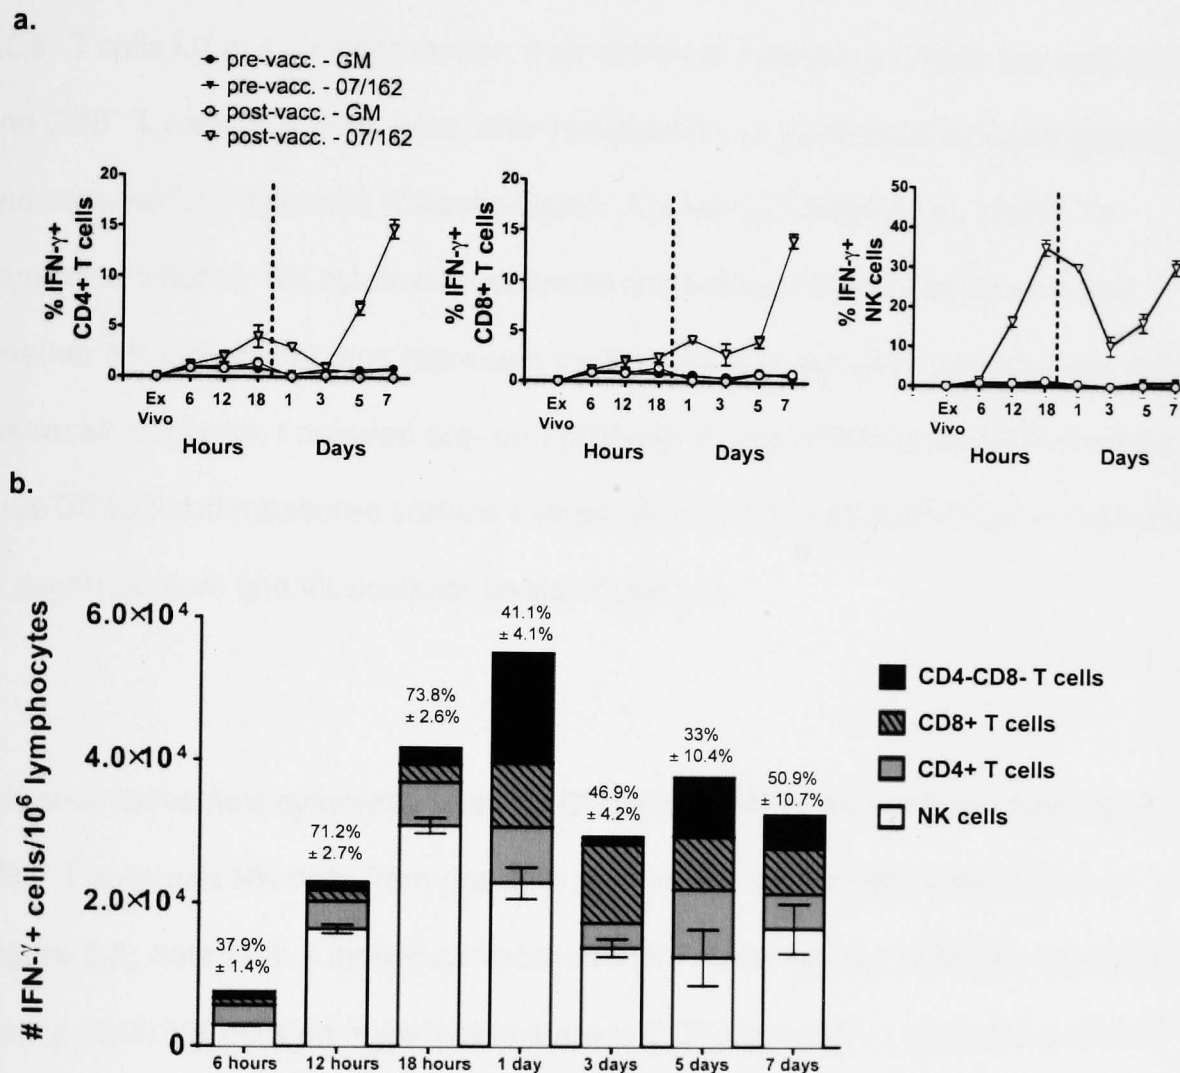 a.
pre-vacc. - GM
pre-vacc. - 07/162
post-vacc. - GM
post-vacc. - 07/162
% IFN-γ+
CD4+ T cells
20
15
10
5
0
Ex
Vivo
6
12
18
1
3
5
7
Hours
Days
% IFN-γ+
CD8+ T cells
20
15
10
5
0
Ex
Vivo
6
12
18
1
3
5
7
Hours
Days
% IFN-γ+
NK cells
50
40
30
20
10
0
Ex
Vivo
6
12
18
1
3
5
7
Hours
Days
b.
# IFN-γ+ cells/10⁶ lymphocytes
6.0×10⁴
4.0×10⁴
2.0×10⁴
0
37.9%
± 1.4%
71.2%
± 2.7%
73.8%
± 2.6%
41.1%
± 4.1%
46.9%
± 4.2%
33%
± 10.4%
50.9%
± 10.7%
6 hours
12 hours
18 hours
1 day
3 days
5 days
7 days
CD4-CD8- T cells
CD8+ T cells
CD4+ T cells
NK cells